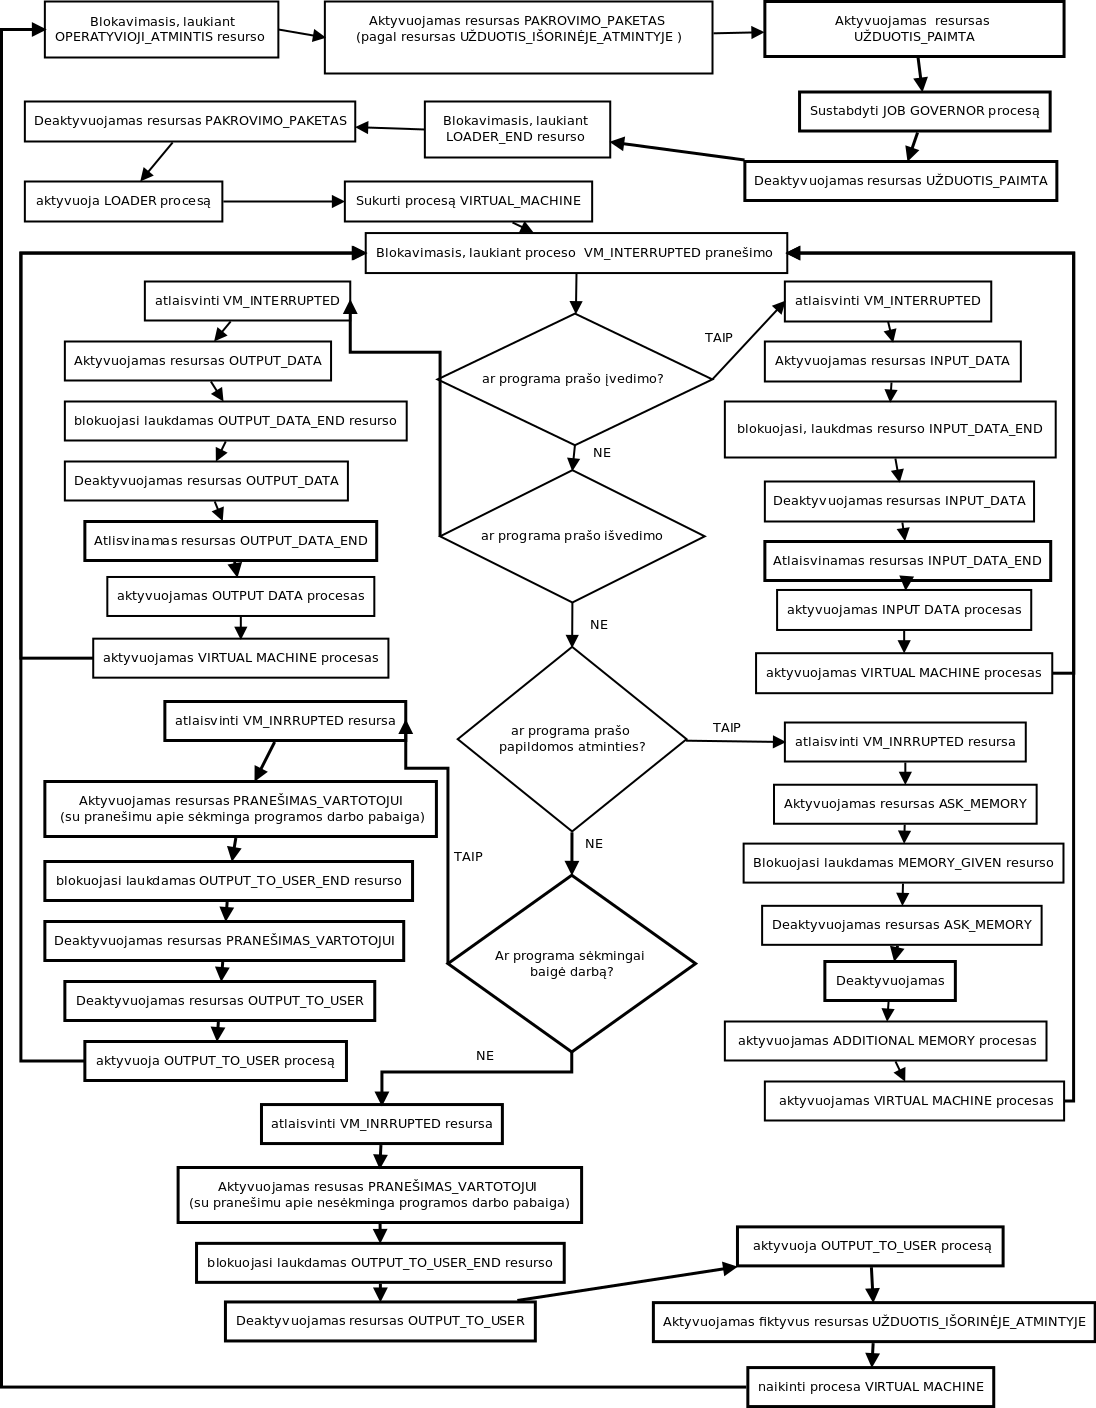 Blokavimasis, laukiant
OPERATYVIOJI_ATMINTIS resurso
Aktyvuojamas resursas PAKROVIMO_PAKETAS
(pagal resursas UŽDUOTIS_IŠORINĖJE_ATMINTYJE )
Aktyvuojamas resursas
UŽDUOTIS_PAIMTA
Sustabdyti JOB GOVERNOR procesą
Deaktyvuojamas resursas UŽDUOTIS_PAIMTA
Blokavimasis, laukiant
LOADER_END resurso
Deaktyvuojamas resursas PAKROVIMO_PAKETAS
aktyvuoja LOADER procesą
Sukurti procesą VIRTUAL_MACHINE
Blokavimasis, laukiant proceso VM_INTERRUPTED pranešimo
ar programa prašo įvedimo?
TAIP
NE
atlaisvinti VM_INTERRUPTED
Aktyvuojamas resursas INPUT_DATA
blokuojasi, laukdmas resurso INPUT_DATA_END
Deaktyvuojamas resursas INPUT_DATA
Atlaisvinamas resursas INPUT_DATA_END
aktyvuojamas INPUT DATA procesas
aktyvuojamas VIRTUAL MACHINE procesas
ar programa prašo išvedimo
NE
atlaisvinti VM_INTERRUPTED
Aktyvuojamas resursas OUTPUT_DATA
blokuojasi laukdamas OUTPUT_DATA_END resurso
Deaktyvuojamas resursas OUTPUT_DATA
Atlisvinamas resursas OUTPUT_DATA_END
aktyvuojamas OUTPUT DATA procesas
aktyvuojamas VIRTUAL MACHINE procesas
ar programa prašo
papildomos atminties?
TAIP
NE
atlaisvinti VM_INRRUPTED resursa
Aktyvuojamas resursas ASK_MEMORY
Blokuojasi laukdamas MEMORY_GIVEN resurso
Deaktyvuojamas resursas ASK_MEMORY
Deaktyvuojamas
aktyvuojamas ADDITIONAL MEMORY procesas
aktyvuojamas VIRTUAL MACHINE procesas
Ar programa sėkmingai
baigė darbą?
TAIP
NE
atlaisvinti VM_INRRUPTED resursa
Aktyvuojamas resursas PRANEŠIMAS_VARTOTOJUI
(su pranešimu apie sėkminga programos darbo pabaiga)
blokuojasi laukdamas OUTPUT_TO_USER_END resurso
Deaktyvuojamas resursas PRANEŠIMAS_VARTOTOJUI
Deaktyvuojamas resursas OUTPUT_TO_USER
aktyvuoja OUTPUT_TO_USER procesą
atlaisvinti VM_INRRUPTED resursa
Aktyvuojamas resusas PRANEŠIMAS_VARTOTOJUI
(su pranešimu apie nesėkminga programos darbo pabaiga)
blokuojasi laukdamas OUTPUT_TO_USER_END resurso
Deaktyvuojamas resursas OUTPUT_TO_USER
aktyvuoja OUTPUT_TO_USER procesą
Aktyvuojamas fiktyvus resursas UŽDUOTIS_IŠORINĖJE_ATMINTYJE
naikinti procesa VIRTUAL MACHINE